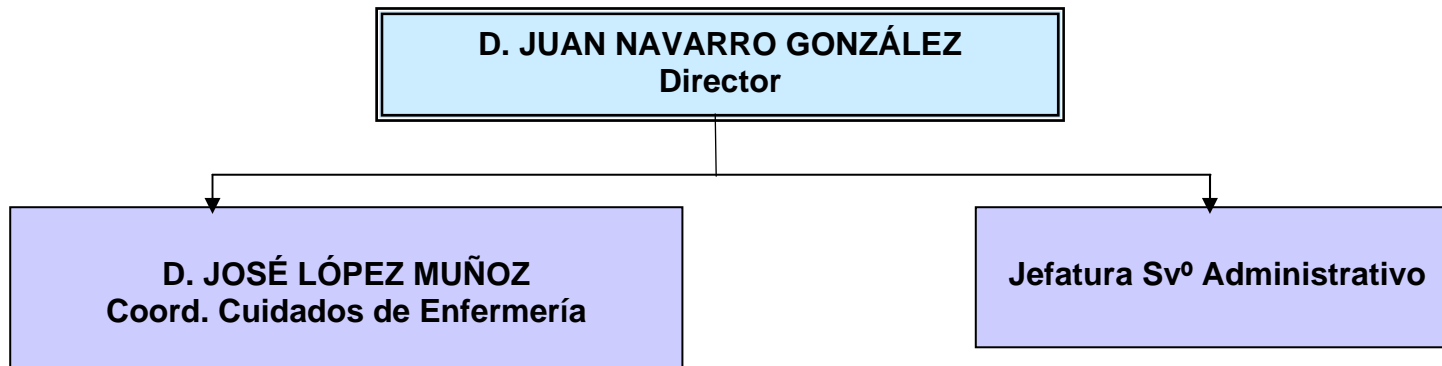 D. JUAN NAVARRO GONZÁLEZ
Director
D. JOSÉ LÓPEZ MUÑOZ
Coord. Cuidados de Enfermería
Jefatura Svº Administrativo